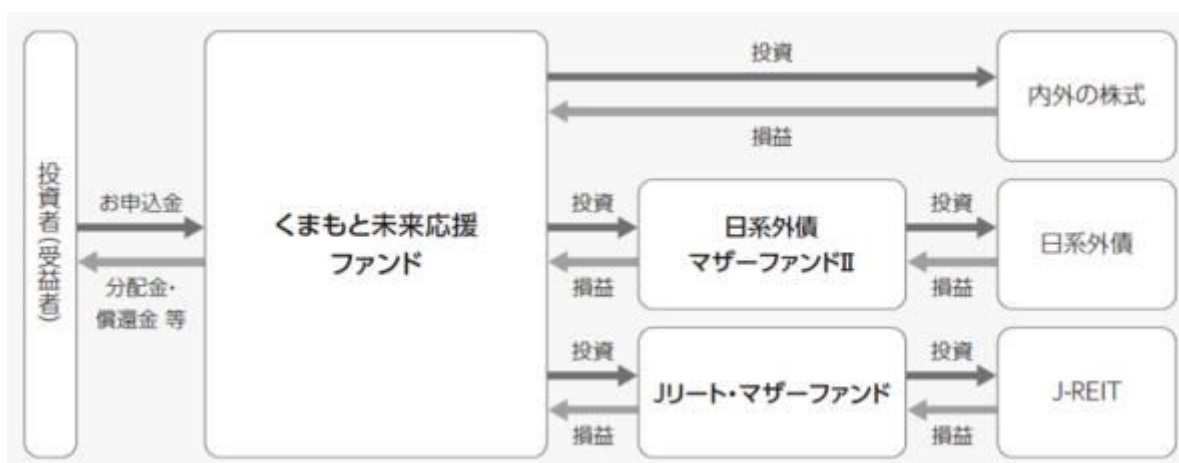 投資者(受益者)
お申込金
分配金・
償還金 等
くまもと未来応援
ファンド
投資
損益
内外の株式
投資
損益
日系外債
マザーファンドⅡ
投資
損益
日系外債
投資
損益
Jリート・マザーファンド
投資
損益
J-REIT